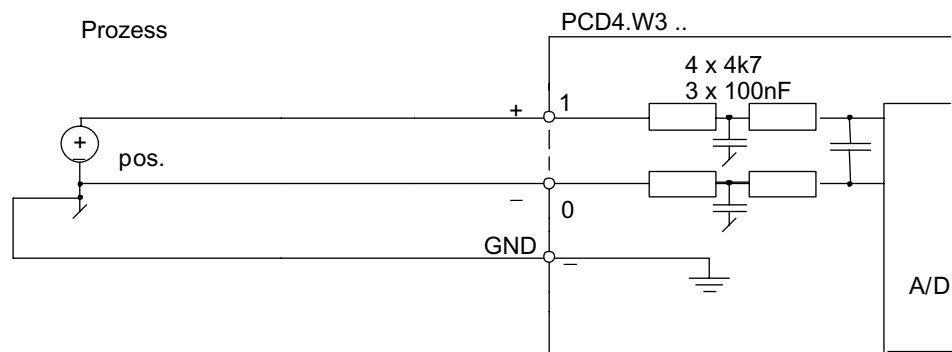 Prozess
PCD4.W3 ..
4 x 4k7
3 x 100nF
+ 1
+
–
pos.
– 0
GND –
A/D